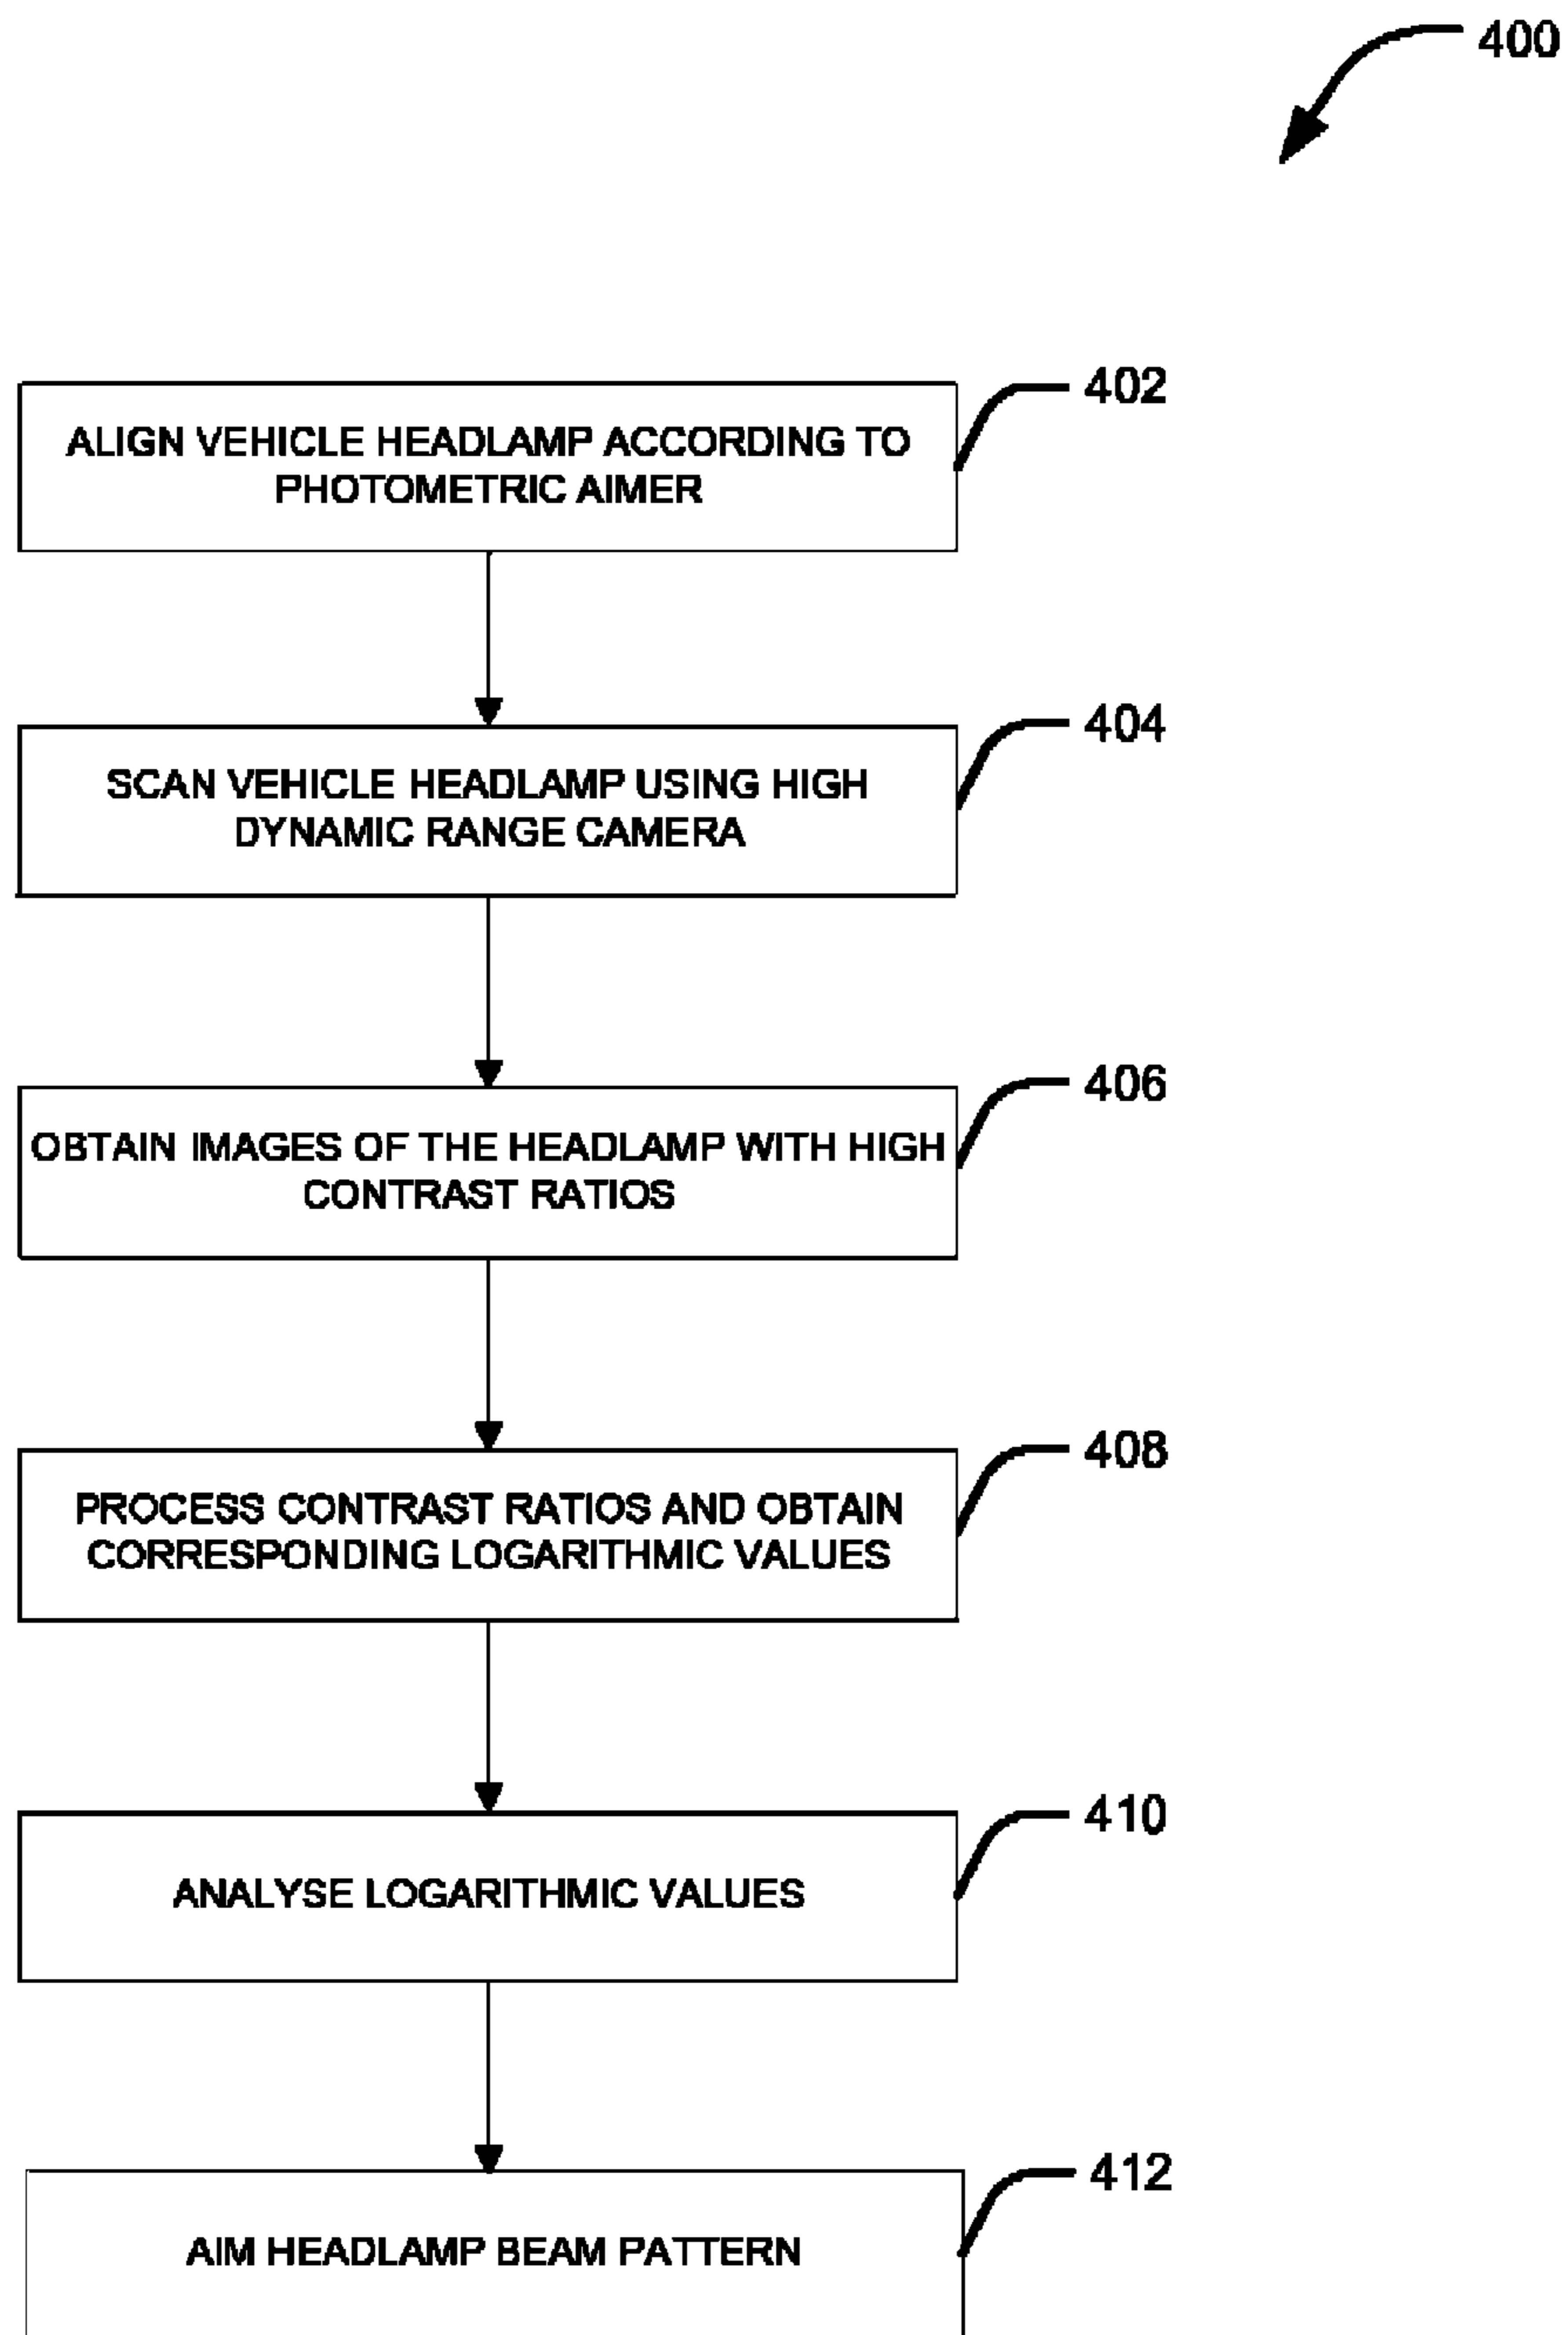 400
402
ALIGN VEHICLE HEADLAMP ACCORDING TO
PHOTOMETRIC AIMER
404
SCAN VEHICLE HEADLAMP USING HIGH
DYNAMIC RANGE CAMERA
406
OBTAIN IMAGES OF THE HEADLAMP WITH HIGH
CONTRAST RATIOS
408
PROCESS CONTRAST RATIOS AND OBTAIN
CORRESPONDING LOGARITHMIC VALUES
410
ANALYSE LOGARITHMIC VALUES
412
AIM HEADLAMP BEAM PATTERN